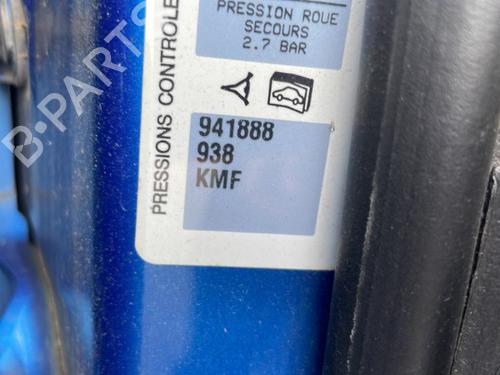 PRESSION ROUE
SECOURS
2.7 BAR
PRESSIONS CONTROLE
941888
938
KMF
B-PARTS